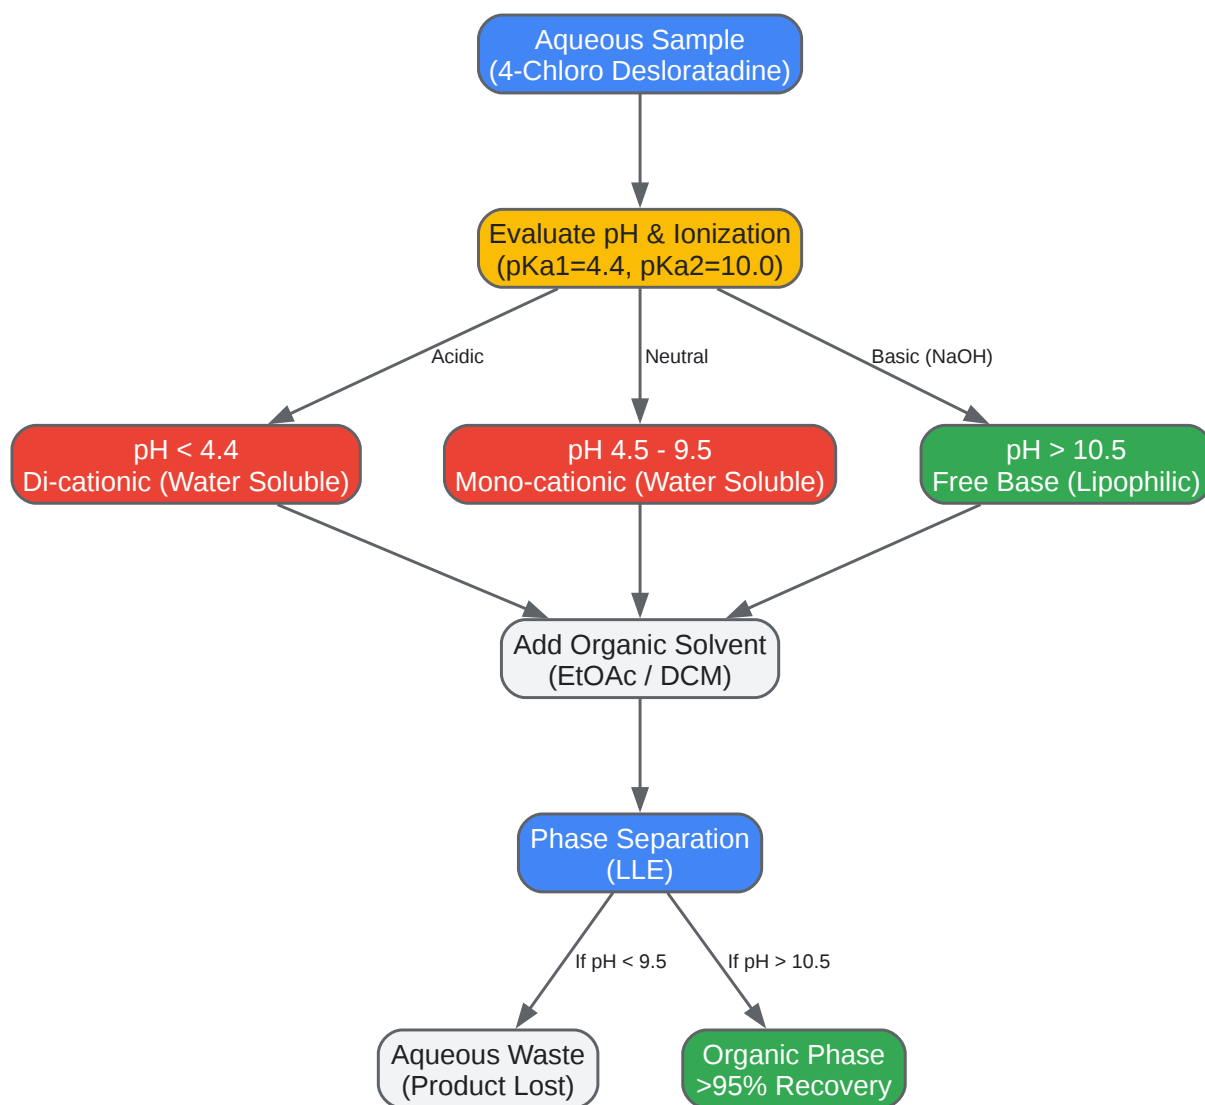 Aqueous Sample
(4-Chloro Desloratadine)
Evaluate pH & Ionization
(pKa1=4.4, pKa2=10.0)
Acidic
Neutral
Basic (NaOH)
pH < 4.4
Di-cationic (Water Soluble)
pH 4.5 - 9.5
Mono-cationic (Water Soluble)
pH > 10.5
Free Base (Lipophilic)
Add Organic Solvent
(EtOAc / DCM)
Phase Separation
(LLE)
If pH < 9.5
If pH > 10.5
Aqueous Waste
(Product Lost)
Organic Phase
>95% Recovery